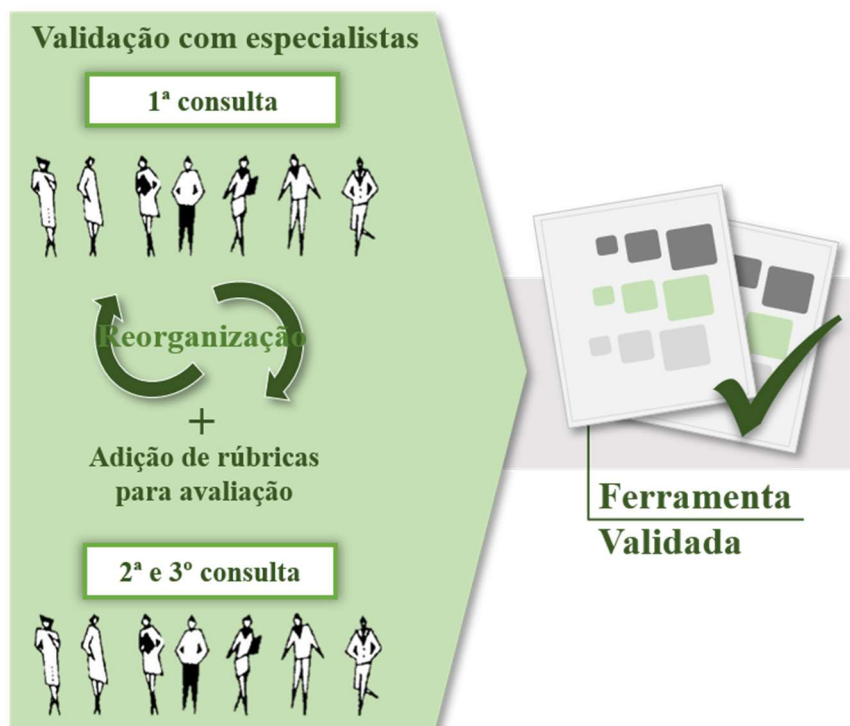 Validação com especialistas
1ª consulta
Reorganização
+
Adição de rúbricas
para avaliação
2ª e 3º consulta
Ferramenta
Validada